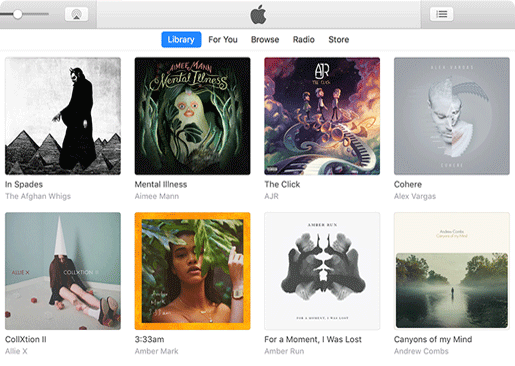 Library For You Browse Radio Store
AIMEE MANN
Mental Illness
AJR
THE CLICK
ALEX VARGAS
COHERE
In Spades
The Afghan Whigs
Mental Illness
Aimee Mann
The Click
AJR
Cohere
Alex Vargas
ALLIE X
COLLXTION II
AMBER RUN
FOR A MOMENT, I WAS LOST
Andrew Combs
Canyons of my Mind
CollXtion II
Allie X
3:33am
Amber Mark
For a Moment, I Was Lost
Amber Run
Canyons of my Mind
Andrew Combs